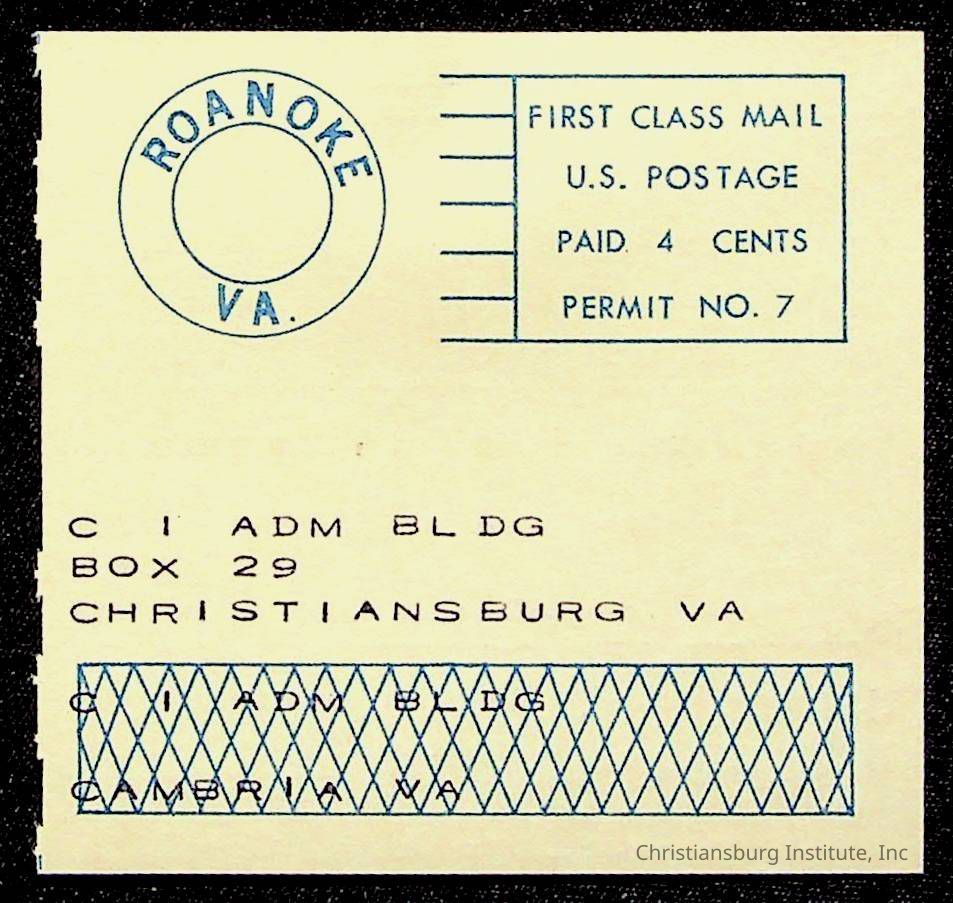 ROANOKE
VA.
FIRST CLASS MAIL
U.S. POSTAGE
PAID 4 CENTS
PERMIT NO. 7
C I ADM BLDG
BOX 29
CHRISTIANSBURG VA
C I ADM BLDG
CAMBRIA VA
Christiansburg Institute, Inc